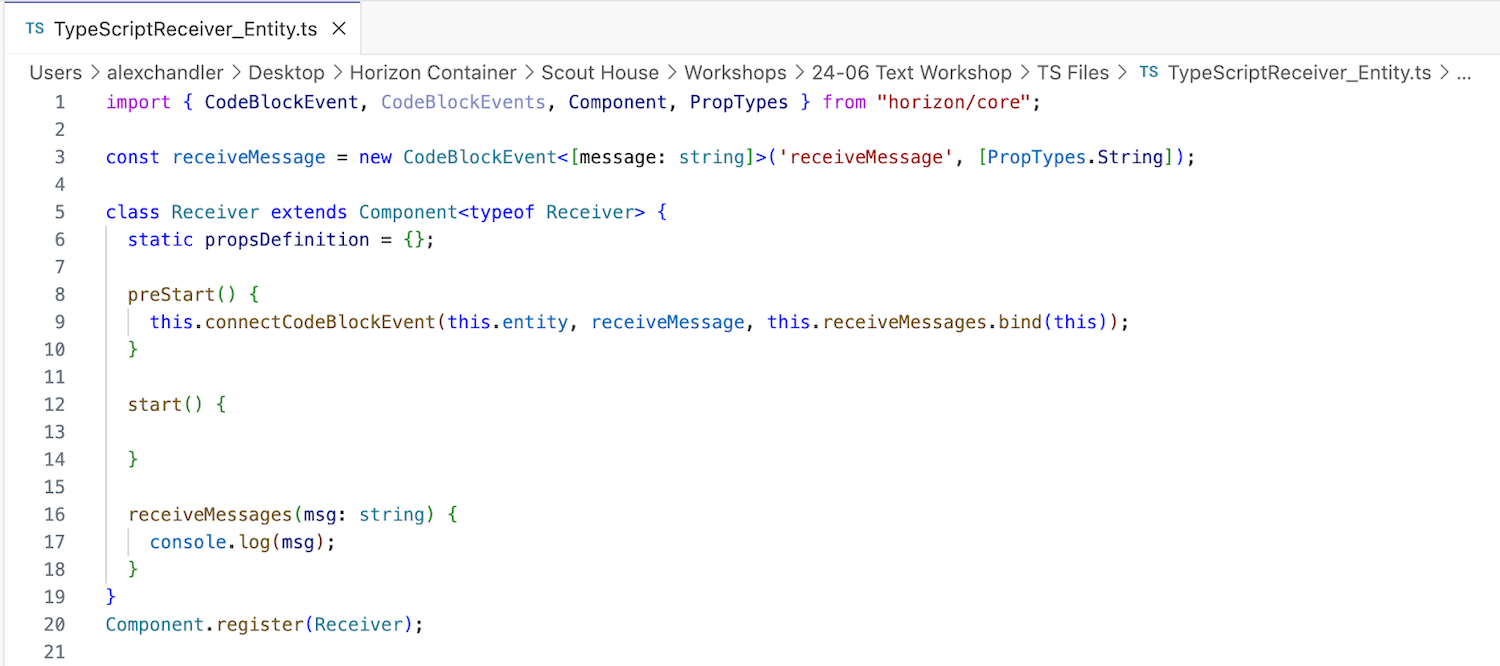 TS TypeScriptReceiver_Entity.ts ×
Users > alexchandler > Desktop > Horizon Container > Scout House > Workshops > 24-06 Text Workshop > TS Files > TS TypeScriptReceiver_Entity.ts > ...
1 import { CodeBlockEvent, CodeBlockEvents, Component, PropTypes } from "horizon/core";
2
3 const receiveMessage = new CodeBlockEvent<[message: string]>('receiveMessage', [PropTypes.String]);
4
5 class Receiver extends Component<typeof Receiver> {
6   static propsDefinition = {};
7
8   preStart() {
9     this.connectCodeBlockEvent(this.entity, receiveMessage, this.receiveMessages.bind(this));
10   }
11
12   start() {
13
14   }
15
16   receiveMessages(msg: string) {
17     console.log(msg);
18   }
19 }
20 Component.register(Receiver);
21